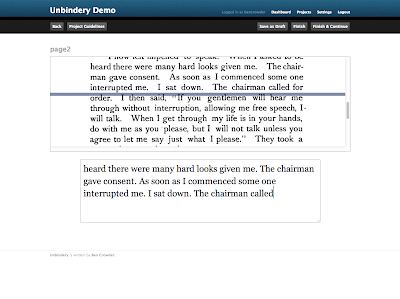 Unbindery Demo
Logged in as bencrowder Dashboard Projects Settings Logout
Back Project Guidelines Save as Draft Finish Finish & Continue
page2
I now felt impelled to speak. When I asked to be
heard there were many hard looks given me. The chair-
man gave consent. As soon as I commenced some one
interrupted me. I sat down. The chairman called for
order. I then said, "If you gentlemen will hear me
through without interruption, allowing me free speech, I
will talk. When I get through my life is in your hands,
do with me as you please, but I will not talk unless you
agree to let me say just what I please." They took a
heard there were many hard looks given me. The chairman
gave consent. As soon as I commenced some one
interrupted me. I sat down. The chairman called
Unbindery is written by Ben Crowder.